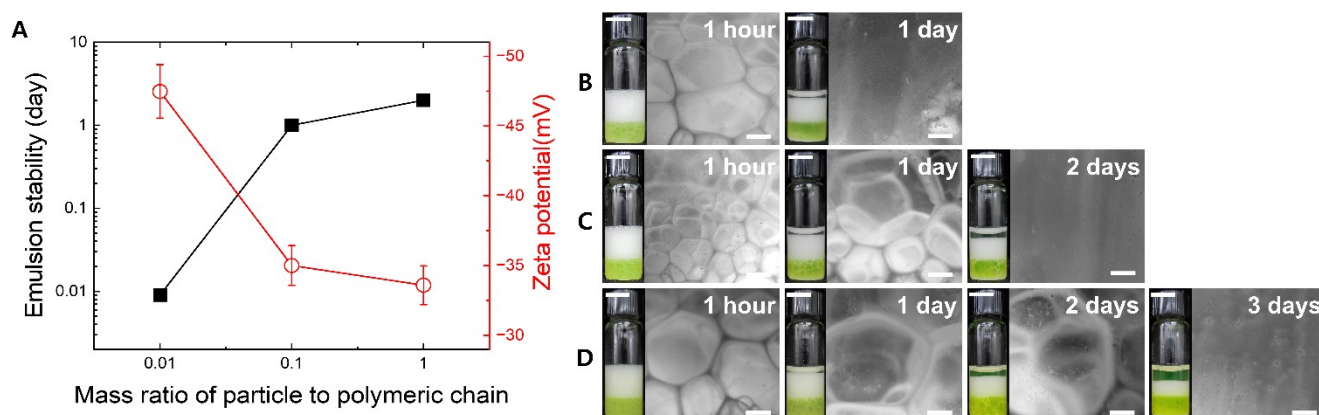 A
Emulsion stability (day)
10
1
0.1
0.01
−50
−45
−40
−35
−30
Zeta potential(mV)
0.01 0.1 1
Mass ratio of particle to polymeric chain
B
1 hour
1 day
C
1 hour
1 day
2 days
D
1 hour
1 day
2 days
3 days